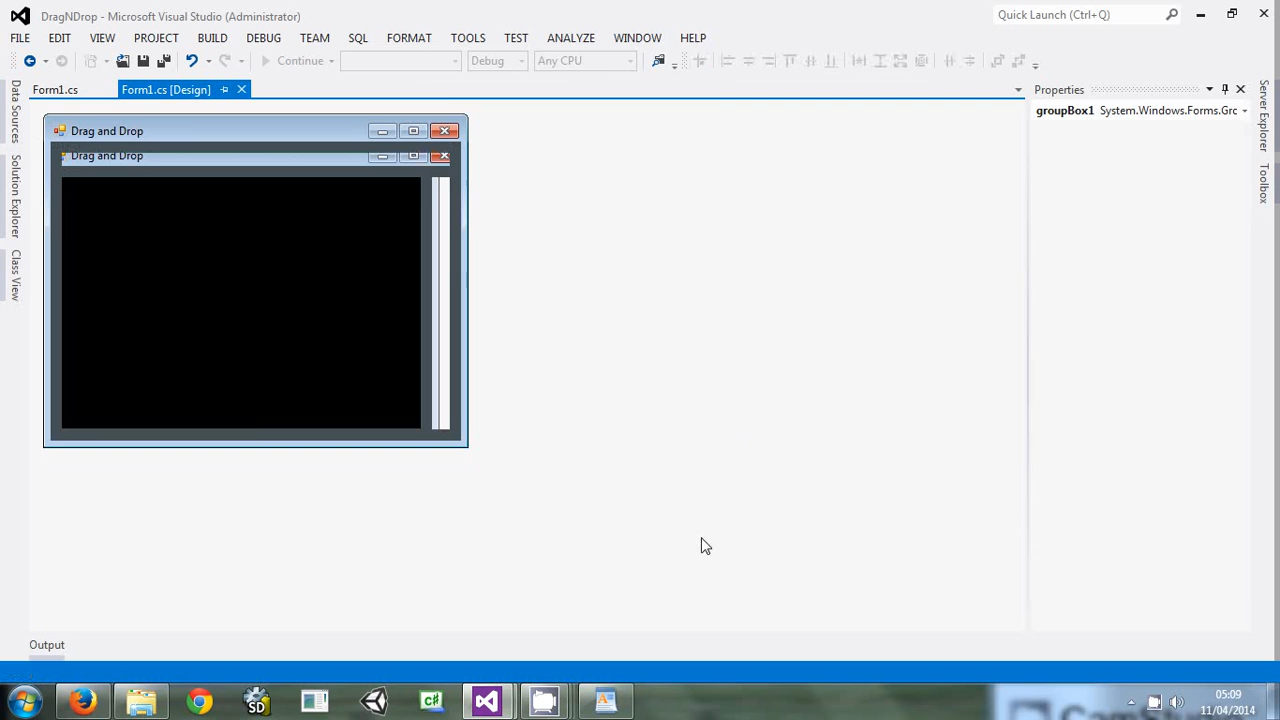 DragNDrop - Microsoft Visual Studio (Administrator)
Quick Launch (Ctrl+Q)
FILE EDIT VIEW PROJECT BUILD DEBUG TEAM SQL FORMAT TOOLS TEST ANALYZE WINDOW HELP
Continue Debug Any CPU
Form1.cs Form1.cs [Design]
Properties
groupBox1 System.Windows.Forms.Grc
Data Sources
Solution Explorer
Class View
Server Explorer
Toolbox
Drag and Drop
Drag and Drop
Output
SD
C#
05:09
11/04/2014